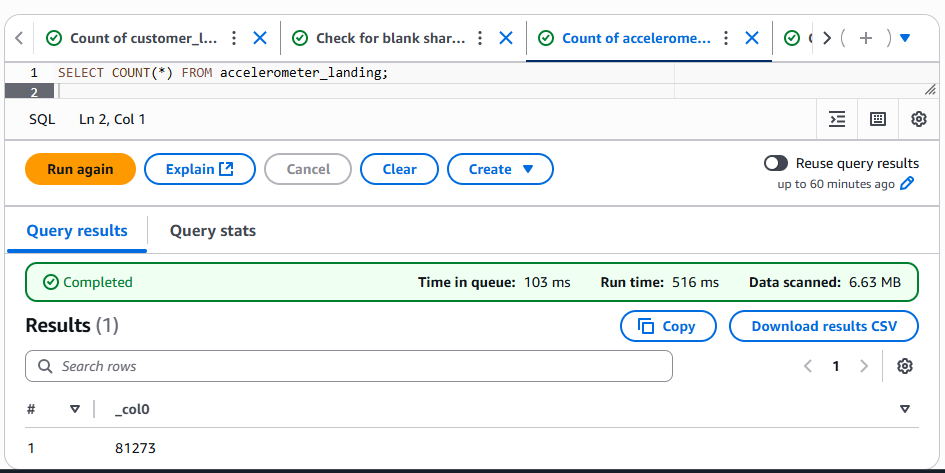 Count of customer_l...
Check for blank shar...
Count of accelerome...
1 SELECT COUNT(*) FROM accelerometer_landing;
2
SQL Ln 2, Col 1
Run again
Explain
Cancel
Clear
Create
Reuse query results
up to 60 minutes ago
Query results
Query stats
Completed
Time in queue: 103 ms
Run time: 516 ms
Data scanned: 6.63 MB
Results (1)
Copy
Download results CSV
Search rows
1
# _col0
1 81273